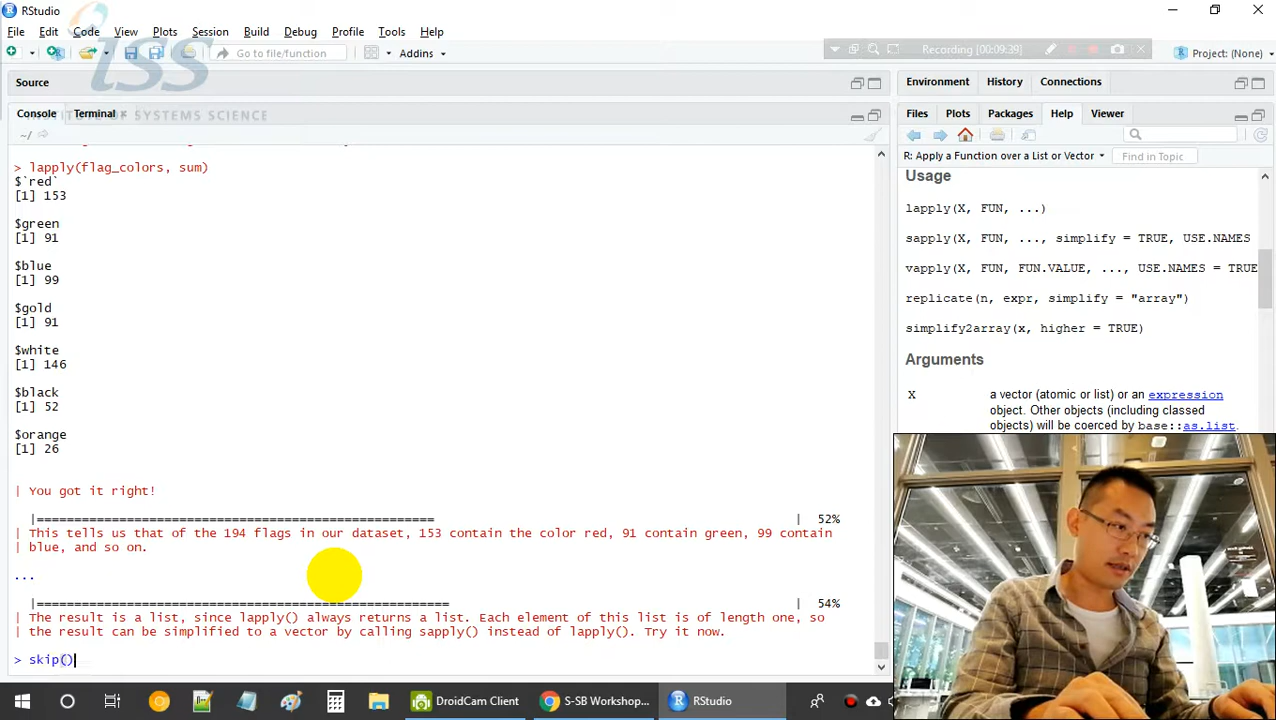 RStudio
File Edit Code View Plots Session Build Debug Profile Tools Help
Go to file/function
Addins
Recording [00:09:39]
Project: (None)
iss
INSTITUTE OF SYSTEMS SCIENCE
Source
Console Terminal
~/
> lapply(flag_colors, sum)
$`red`
[1] 153
$green
[1] 91
$blue
[1] 99
$gold
[1] 91
$white
[1] 146
$black
[1] 52
$orange
[1] 26
| You got it right!
|===================================================== | 52%
| This tells us that of the 194 flags in our dataset, 153 contain the color red, 91 contain green, 99 contain
| blue, and so on.
...
|======================================================= | 54%
| The result is a list, since lapply() always returns a list. Each element of this list is of length one, so
| the result can be simplified to a vector by calling sapply() instead of lapply(). Try it now.
> skip()
Environment History Connections
Files Plots Packages Help Viewer
R: Apply a Function over a List or Vector
Find in Topic
Usage
lapply(X, FUN, ...)
sapply(X, FUN, ..., simplify = TRUE, USE.NAMES
vapply(X, FUN, FUN.VALUE, ..., USE.NAMES = TRUE
replicate(n, expr, simplify = "array")
simplify2array(x, higher = TRUE)
Arguments
X a vector (atomic or list) or an expression
object. Other objects (including classed
objects) will be coerced by base::as.list.
DroidCam Client
S-SB Workshop...
RStudio